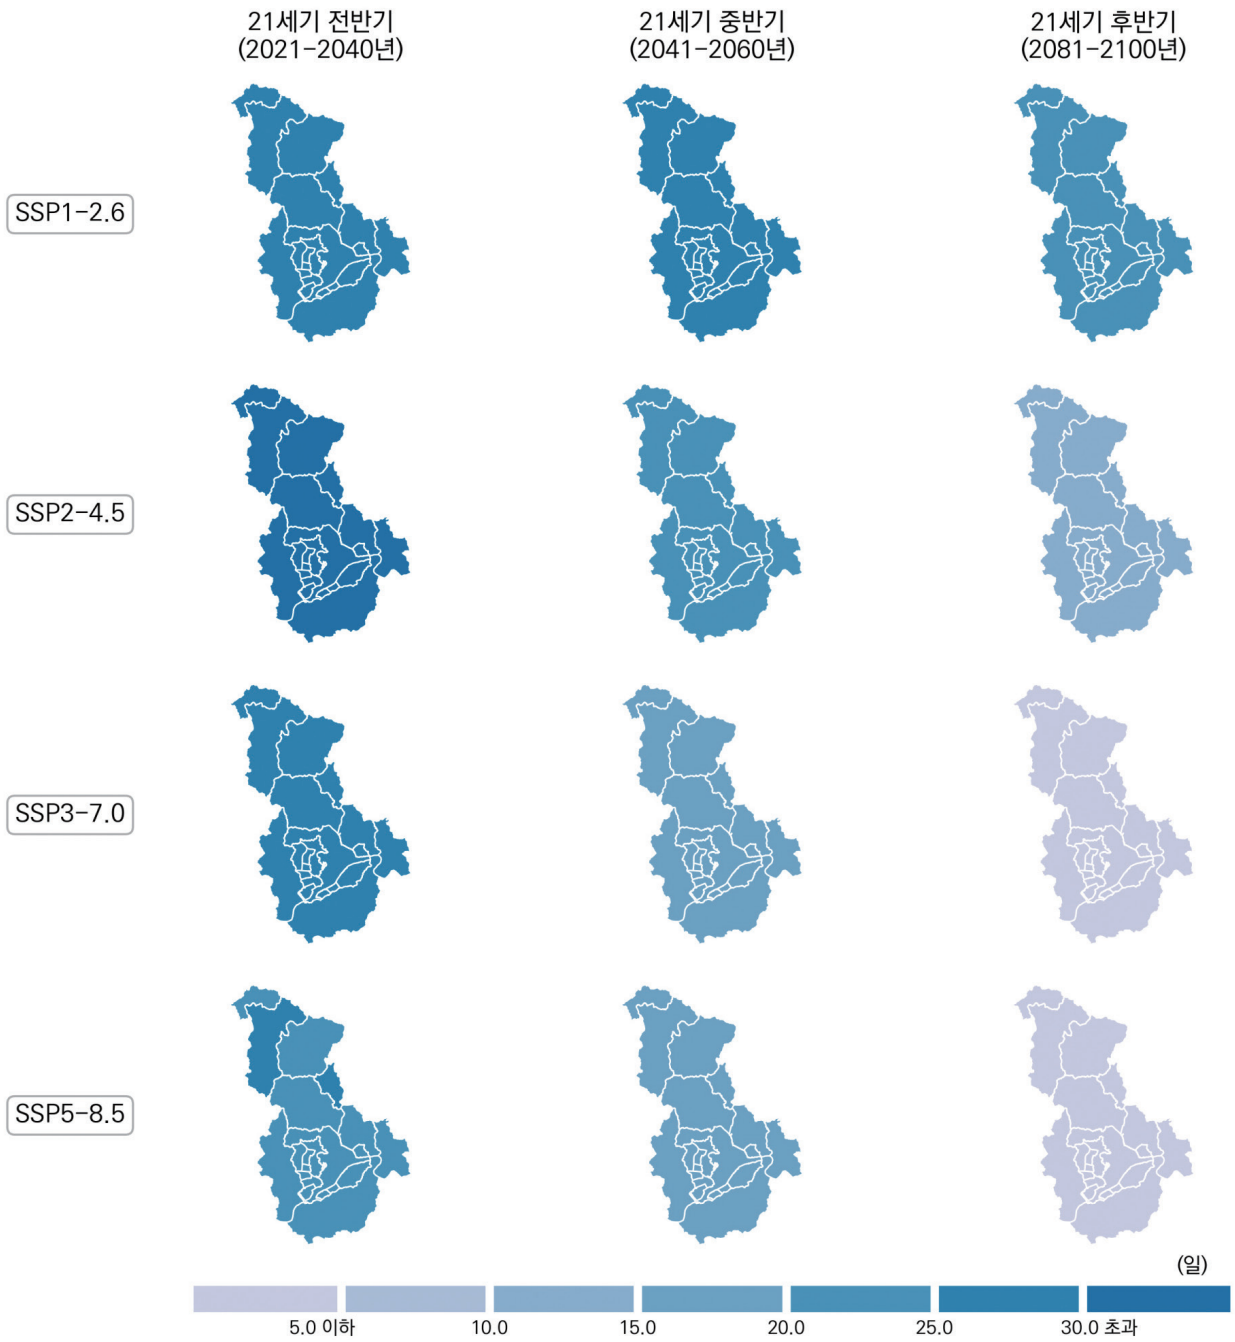 21세기 전반기
(2021-2040년)
21세기 중반기
(2041-2060년)
21세기 후반기
(2081-2100년)
SSP1-2.6
SSP2-4.5
SSP3-7.0
SSP5-8.5
(일)
5.0 이하
10.0
15.0
20.0
25.0
30.0 초과